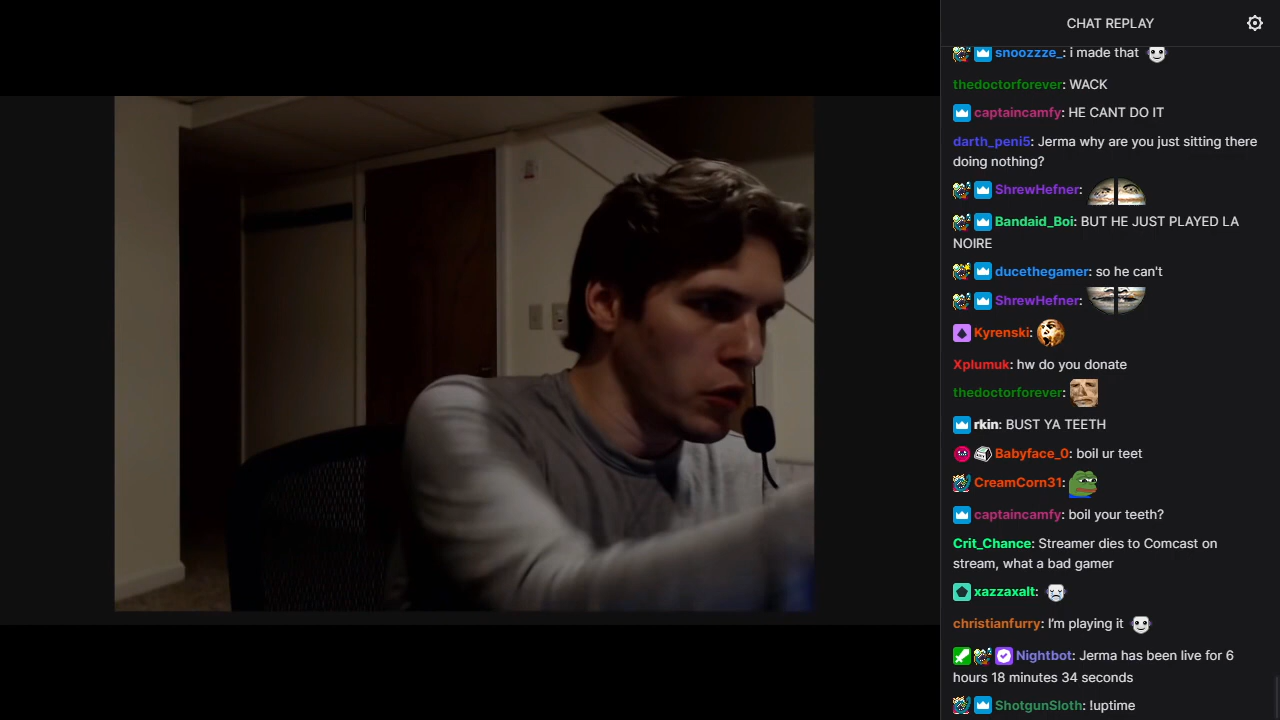 CHAT REPLAY
snoozzze_: i made that
thedoctorforever: WACK
captaincamfy: HE CANT DO IT
darth_peni5: Jerma why are you just sitting there
doing nothing?
ShrewHefner:
Bandaid_Boi: BUT HE JUST PLAYED LA
NOIRE
ducethegamer: so he can't
ShrewHefner:
Kyrenski:
Xplumuk: hw do you donate
thedoctorforever:
rkin: BUST YA TEETH
Babyface_0: boil ur teet
CreamCorn31:
captaincamfy: boil your teeth?
Crit_Chance: Streamer dies to Comcast on
stream, what a bad gamer
xazzaxalt:
christianfurry: I'm playing it
Nightbot: Jerma has been live for 6
hours 18 minutes 34 seconds
ShotgunSloth: !uptime